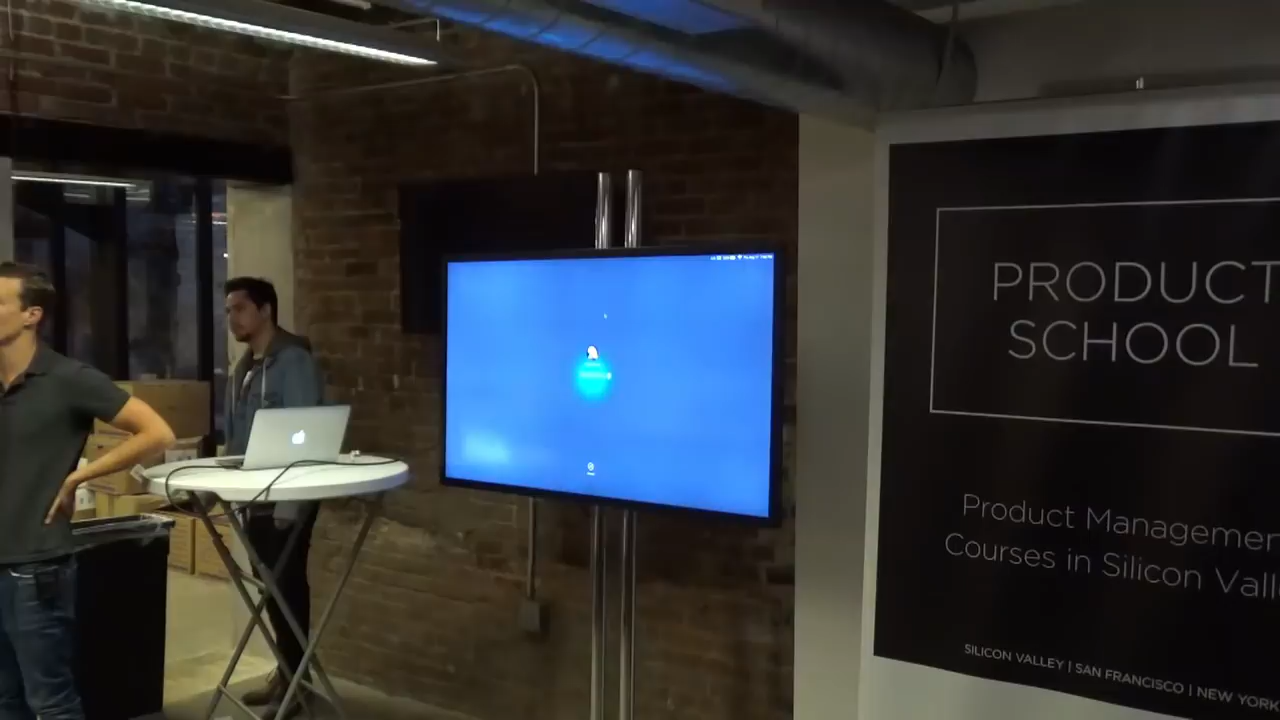 PRODUCT
SCHOOL
Product Managemen
Courses in Silicon Vall
SILICON VALLEY | SAN FRANCISCO | NEW YORK